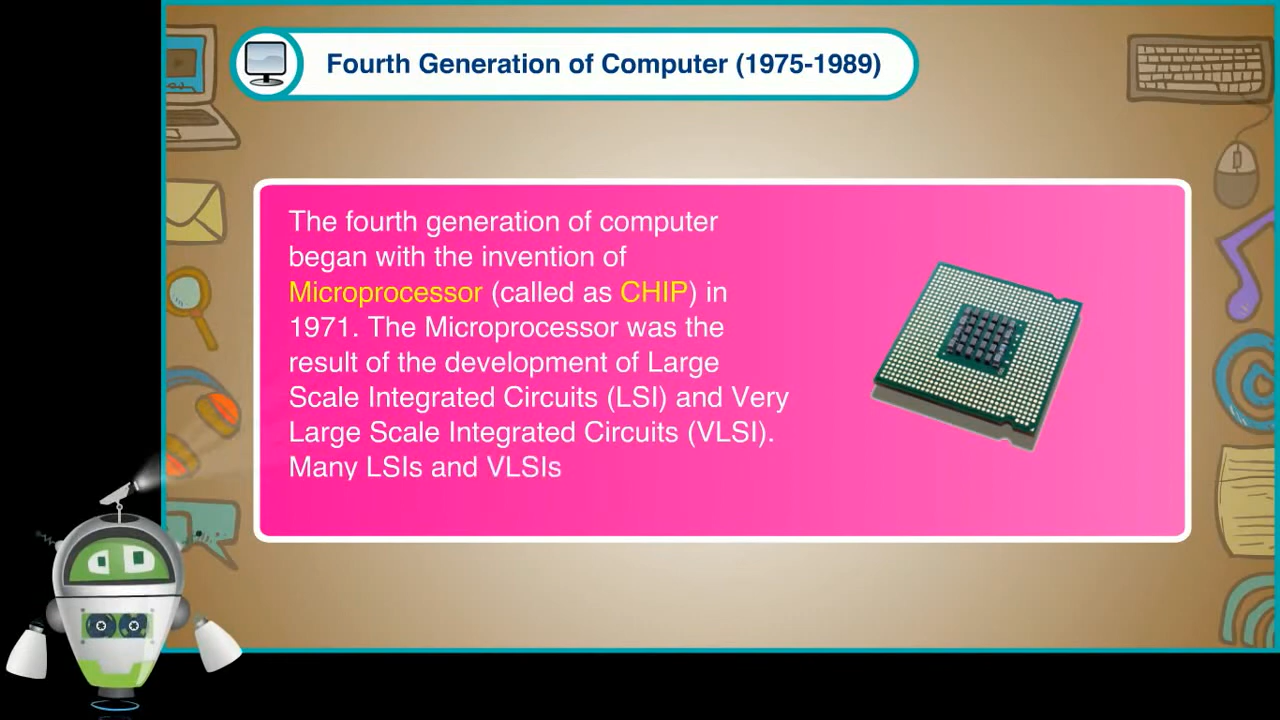 Fourth Generation of Computer (1975-1989)
The fourth generation of computer
began with the invention of
Microprocessor (called as CHIP) in
1971. The Microprocessor was the
result of the development of Large
Scale Integrated Circuits (LSI) and Very
Large Scale Integrated Circuits (VLSI).
Many LSIs and VLSIs